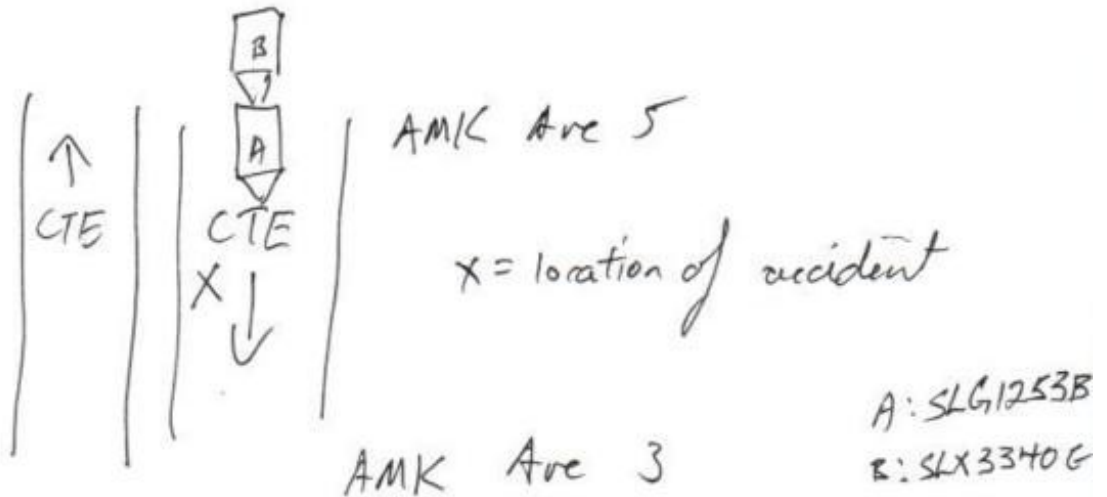 B
A
AMK Ave 5
CTE
CTE
X
X = location of accident
A: SLG1253B
B: SLX3340G
AMK Ave 3